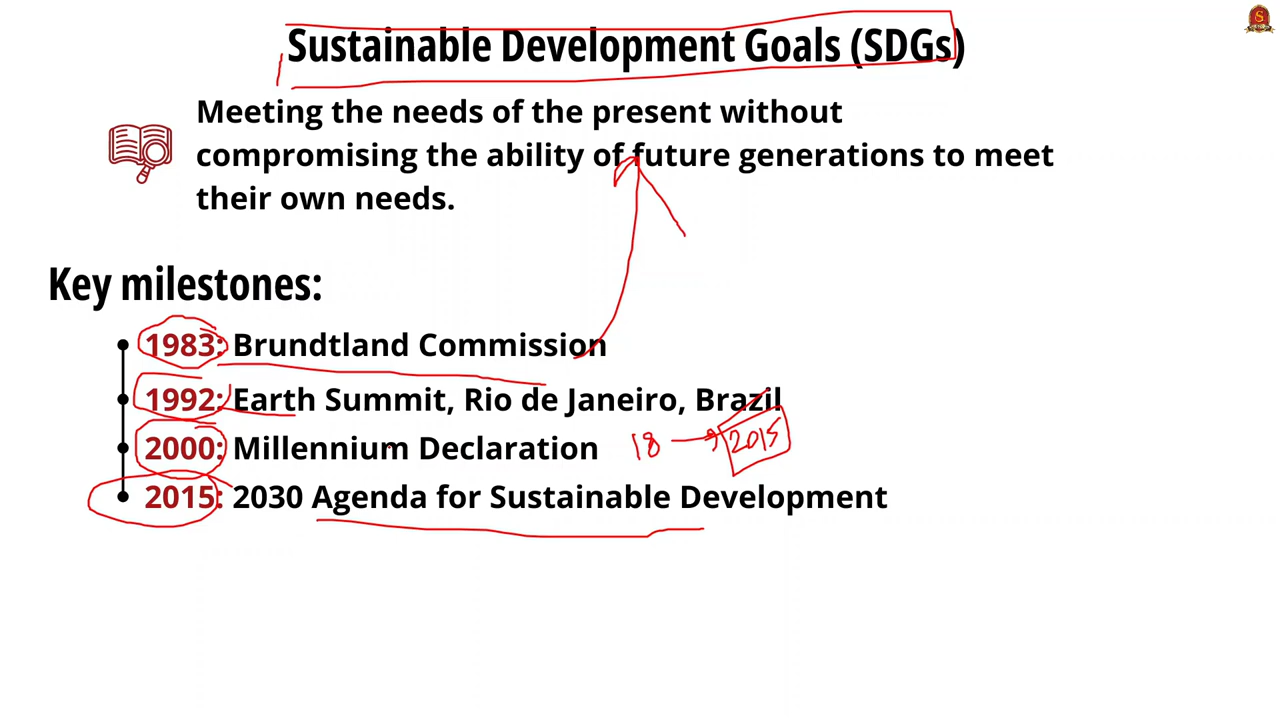 Sustainable Development Goals (SDGs)
Meeting the needs of the present without
compromising the ability of future generations to meet
their own needs.
Key milestones:
1983: Brundtland Commission
1992: Earth Summit, Rio de Janeiro, Brazil
2000: Millennium Declaration 18 → 2015
2015: 2030 Agenda for Sustainable Development